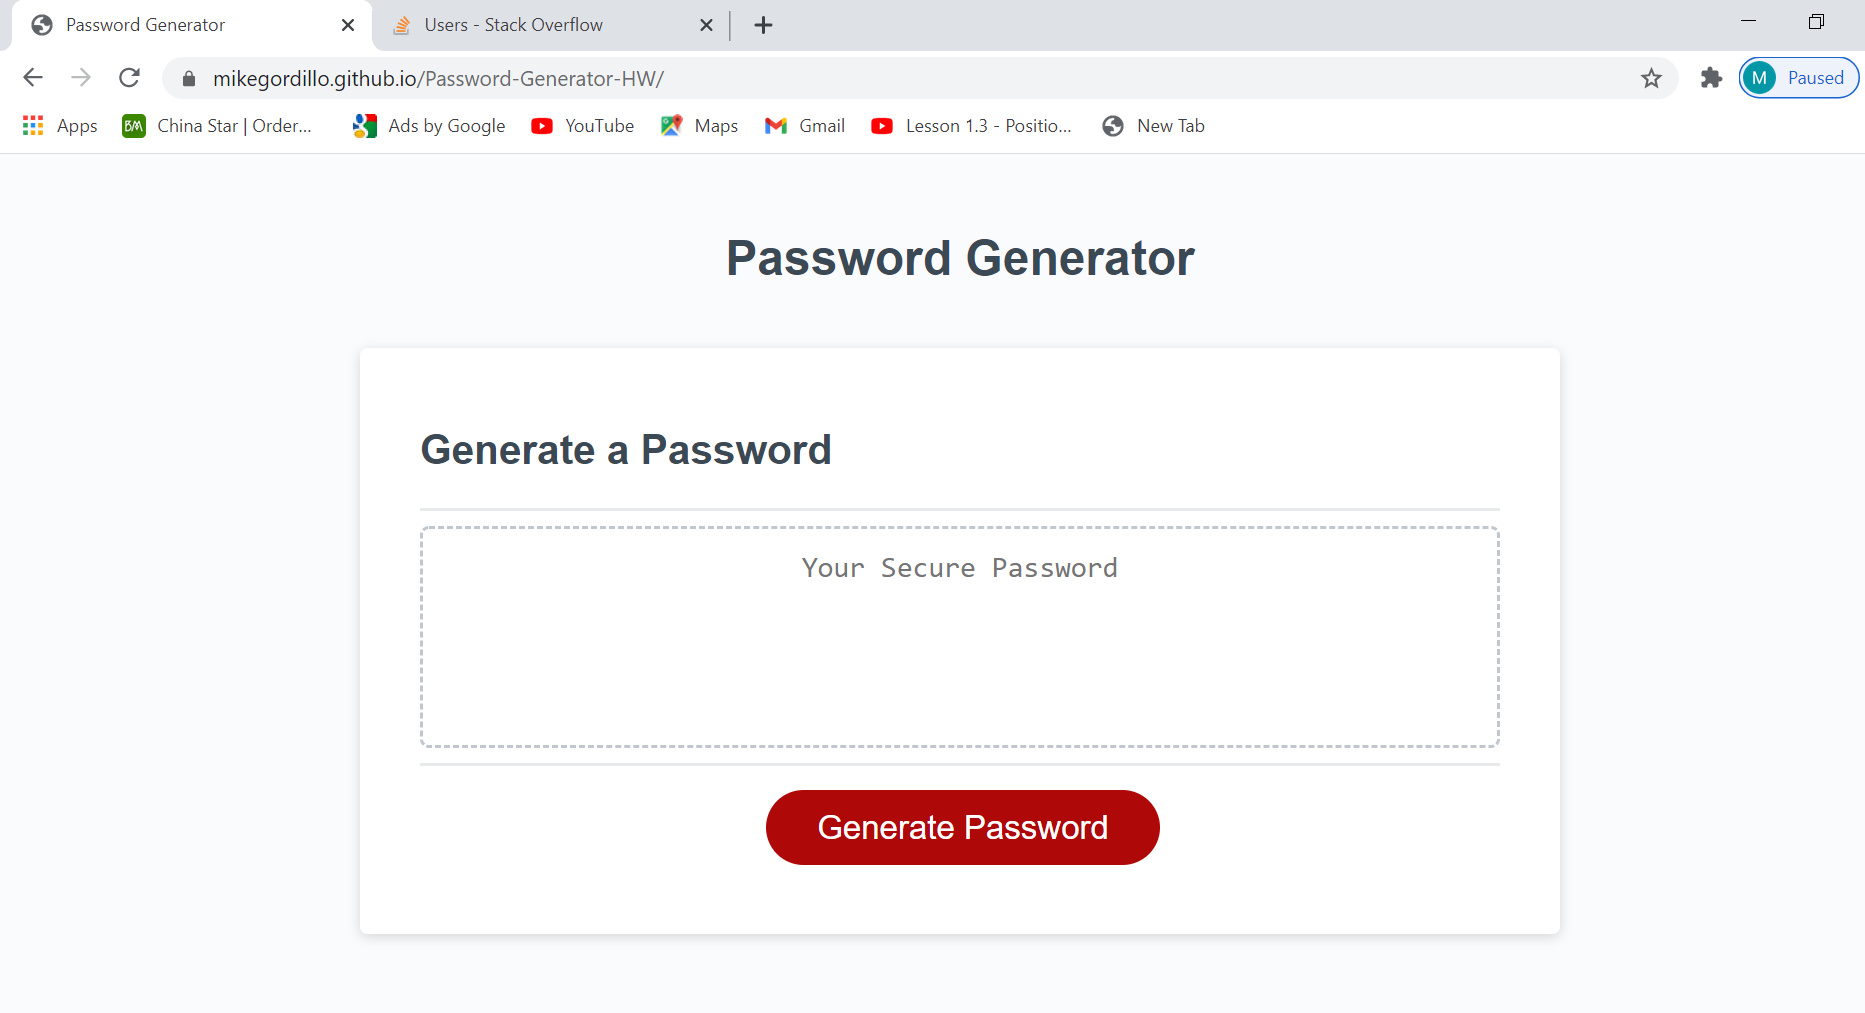 Password Generator
Users - Stack Overflow
mikegordillo.github.io/Password-Generator-HW/
M Paused
Apps
BM China Star | Order...
Ads by Google
YouTube
Maps
Gmail
Lesson 1.3 - Positio...
New Tab
Password Generator
Generate a Password
Your Secure Password
Generate Password